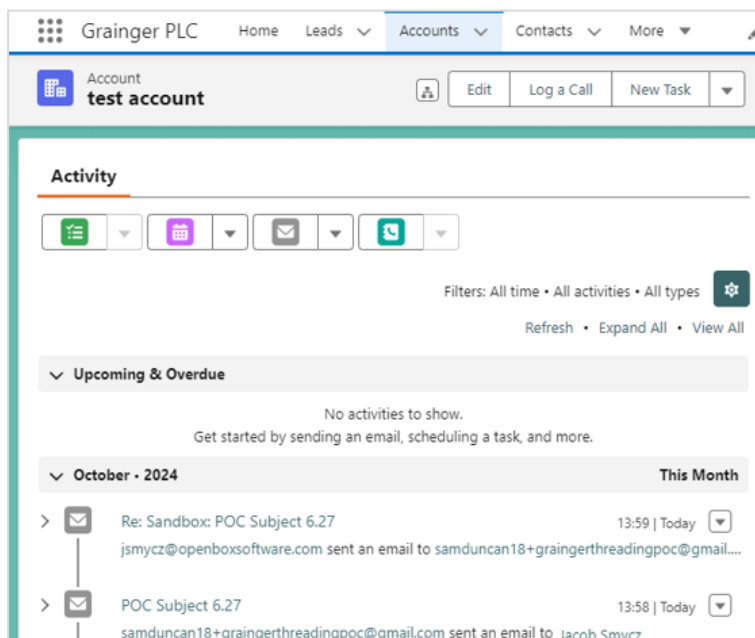 Grainger PLC Home Leads Accounts Contacts More
Account
test account
Edit Log a Call New Task
Activity
Filters: All time • All activities • All types
Refresh • Expand All • View All
Upcoming & Overdue
No activities to show.
Get started by sending an email, scheduling a task, and more.
October • 2024 This Month
Re: Sandbox: POC Subject 6.27 13:59 | Today
jsmycz@openboxsoftware.com sent an email to samduncan18+graingerthreadingpoc@gmail....
POC Subject 6.27 13:58 | Today
samduncan18+graingerthreadingpoc@gmail.com sent an email to Jacob Smycz